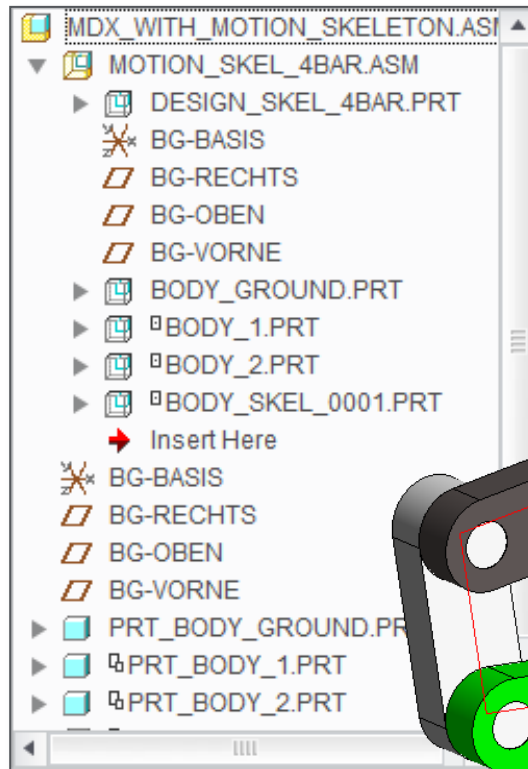 MDX_WITH_MOTION_SKELETON.AS
MOTION_SKEL_4BAR.ASM
DESIGN_SKEL_4BAR.PRT
BG-BASIS
BG-RECHTS
BG-OBEN
BG-VORNE
BODY_GROUND.PRT
BODY_1.PRT
BODY_2.PRT
BODY_SKEL_0001.PRT
Insert Here
BG-BASIS
BG-RECHTS
BG-OBEN
BG-VORNE
PRT_BODY_GROUND.PR
PRT_BODY_1.PRT
PRT_BODY_2.PRT